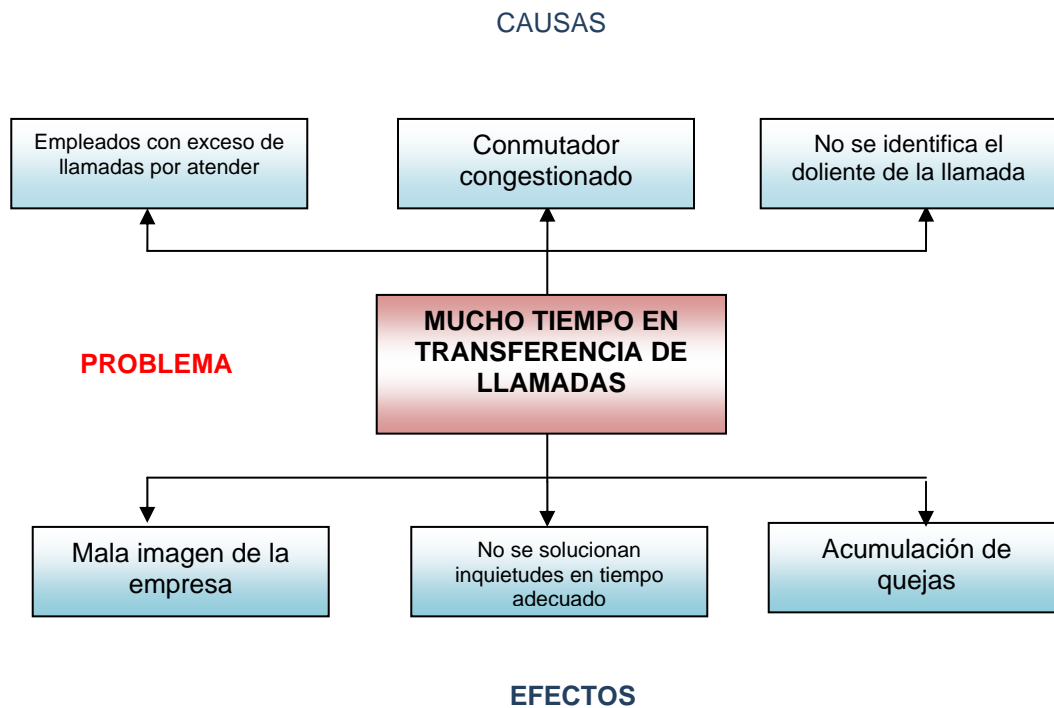 CAUSAS
Empleados con exceso de
llamadas por atender
Conmutador
congestionado
No se identifica el
doliente de la llamada
MUCHO TIEMPO EN
TRANSFERENCIA DE
LLAMADAS
PROBLEMA
Mala imagen de la
empresa
No se solucionan
inquietudes en tiempo
adecuado
Acumulación de
quejas
EFECTOS